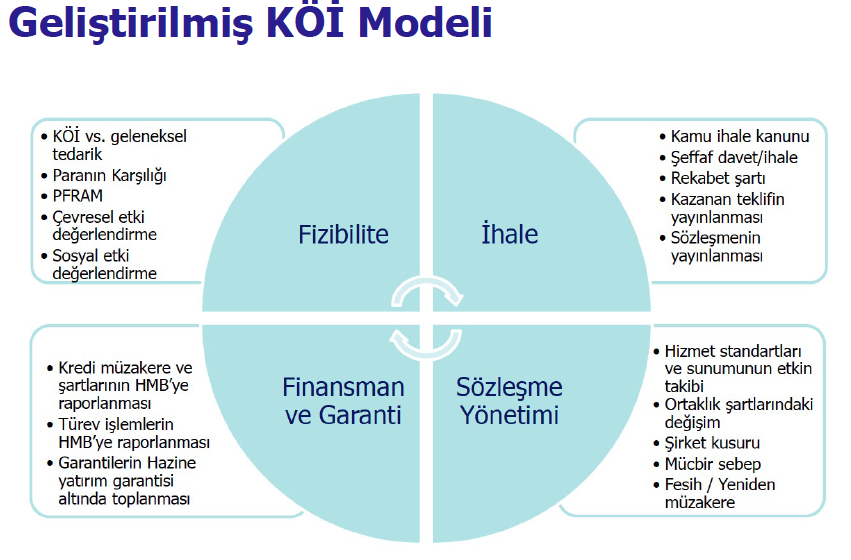 Geliştirilmiş KÖİ Modeli
• KÖİ vs. geleneksel
tedarik
• Paranın Karşılığı
• PFRAM
• Çevresel etki
değerlendirme
• Sosyal etki
değerlendirme
Fizibilite
İhale
• Kamu ihale kanunu
• Şeffaf davet/ihale
• Rekabet şartı
• Kazanan teklifin
yayınlanması
• Sözleşmenin
yayınlanması
• Kredi müzakere ve
şartlarının HMB'ye
raporlanması
• Türev işlemlerin
HMB'ye raporlanması
• Garantilerin Hazine
yatırım garantisi
altında toplanması
Finansman
ve Garanti
Sözleşme
Yönetimi
• Hizmet standartları
ve sunumunun etkin
takibi
• Ortaklık şartlarındaki
değişim
• Şirket kusuru
• Mücbir sebep
• Fesih / Yeniden
müzakere